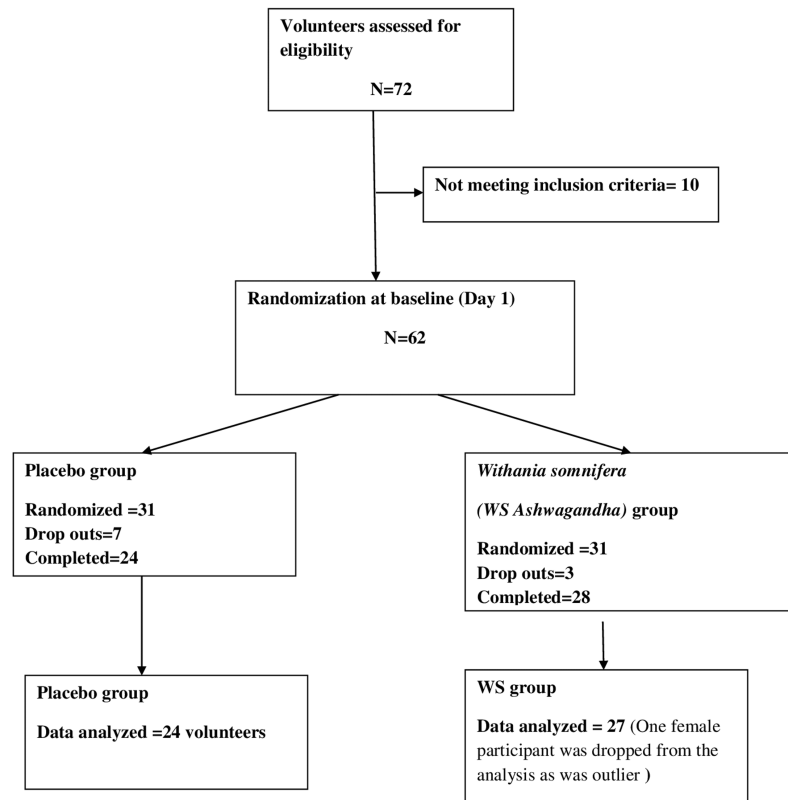 Volunteers assessed for
eligibility
N=72
Not meeting inclusion criteria= 10
Randomization at baseline (Day 1)
N=62
Placebo group
Randomized =31
Drop outs=7
Completed=24
Withania somnifera
(WS Ashwagandha) group
Randomized =31
Drop outs=3
Completed=28
Placebo group
Data analyzed =24 volunteers
WS group
Data analyzed = 27 (One female
participant was dropped from the
analysis as was outlier )